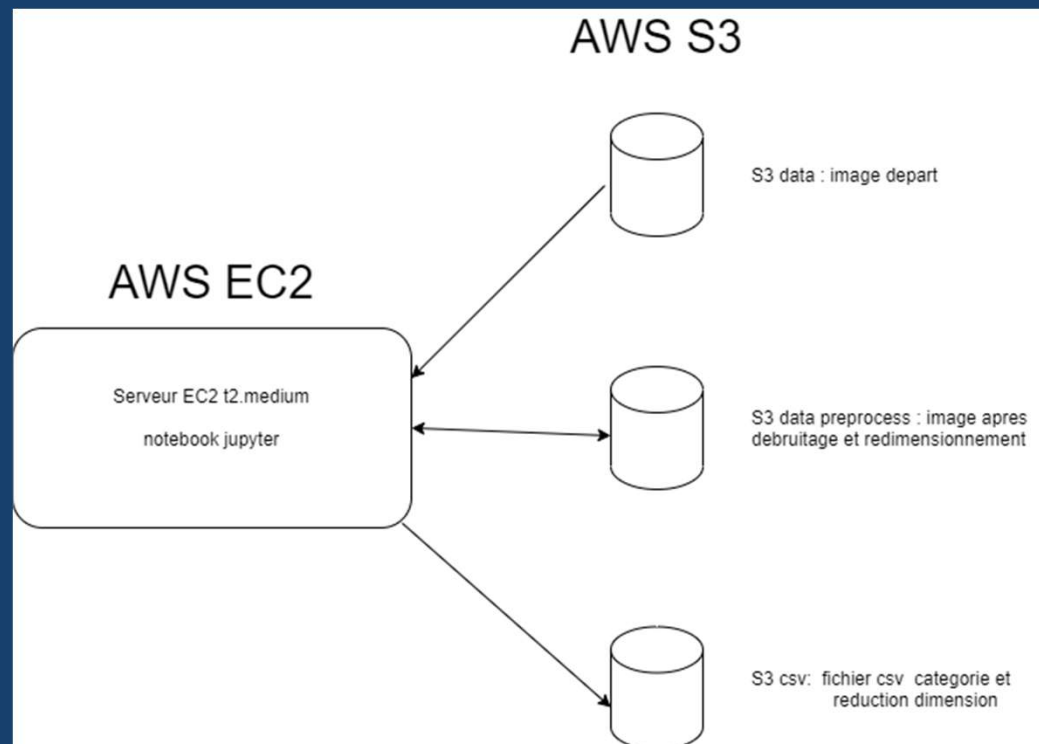 AWS S3
S3 data : image depart
AWS EC2
Serveur EC2 t2.medium
notebook jupyter
S3 data preprocess : image apres
debruitage et redimensionnement
S3 csv: fichier csv categorie et
reduction dimension